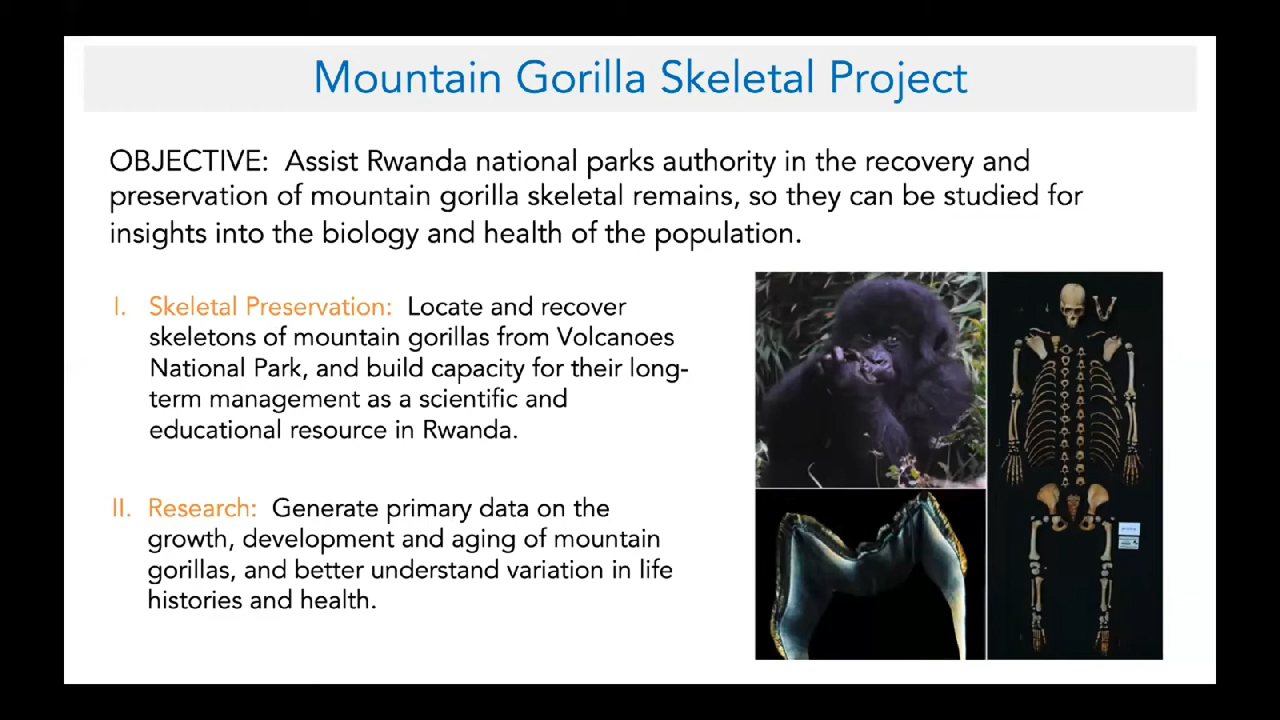 Mountain Gorilla Skeletal Project
OBJECTIVE: Assist Rwanda national parks authority in the recovery and
preservation of mountain gorilla skeletal remains, so they can be studied for
insights into the biology and health of the population.
I. Skeletal Preservation: Locate and recover
skeletons of mountain gorillas from Volcanoes
National Park, and build capacity for their long-
term management as a scientific and
educational resource in Rwanda.
II. Research: Generate primary data on the
growth, development and aging of mountain
gorillas, and better understand variation in life
histories and health.